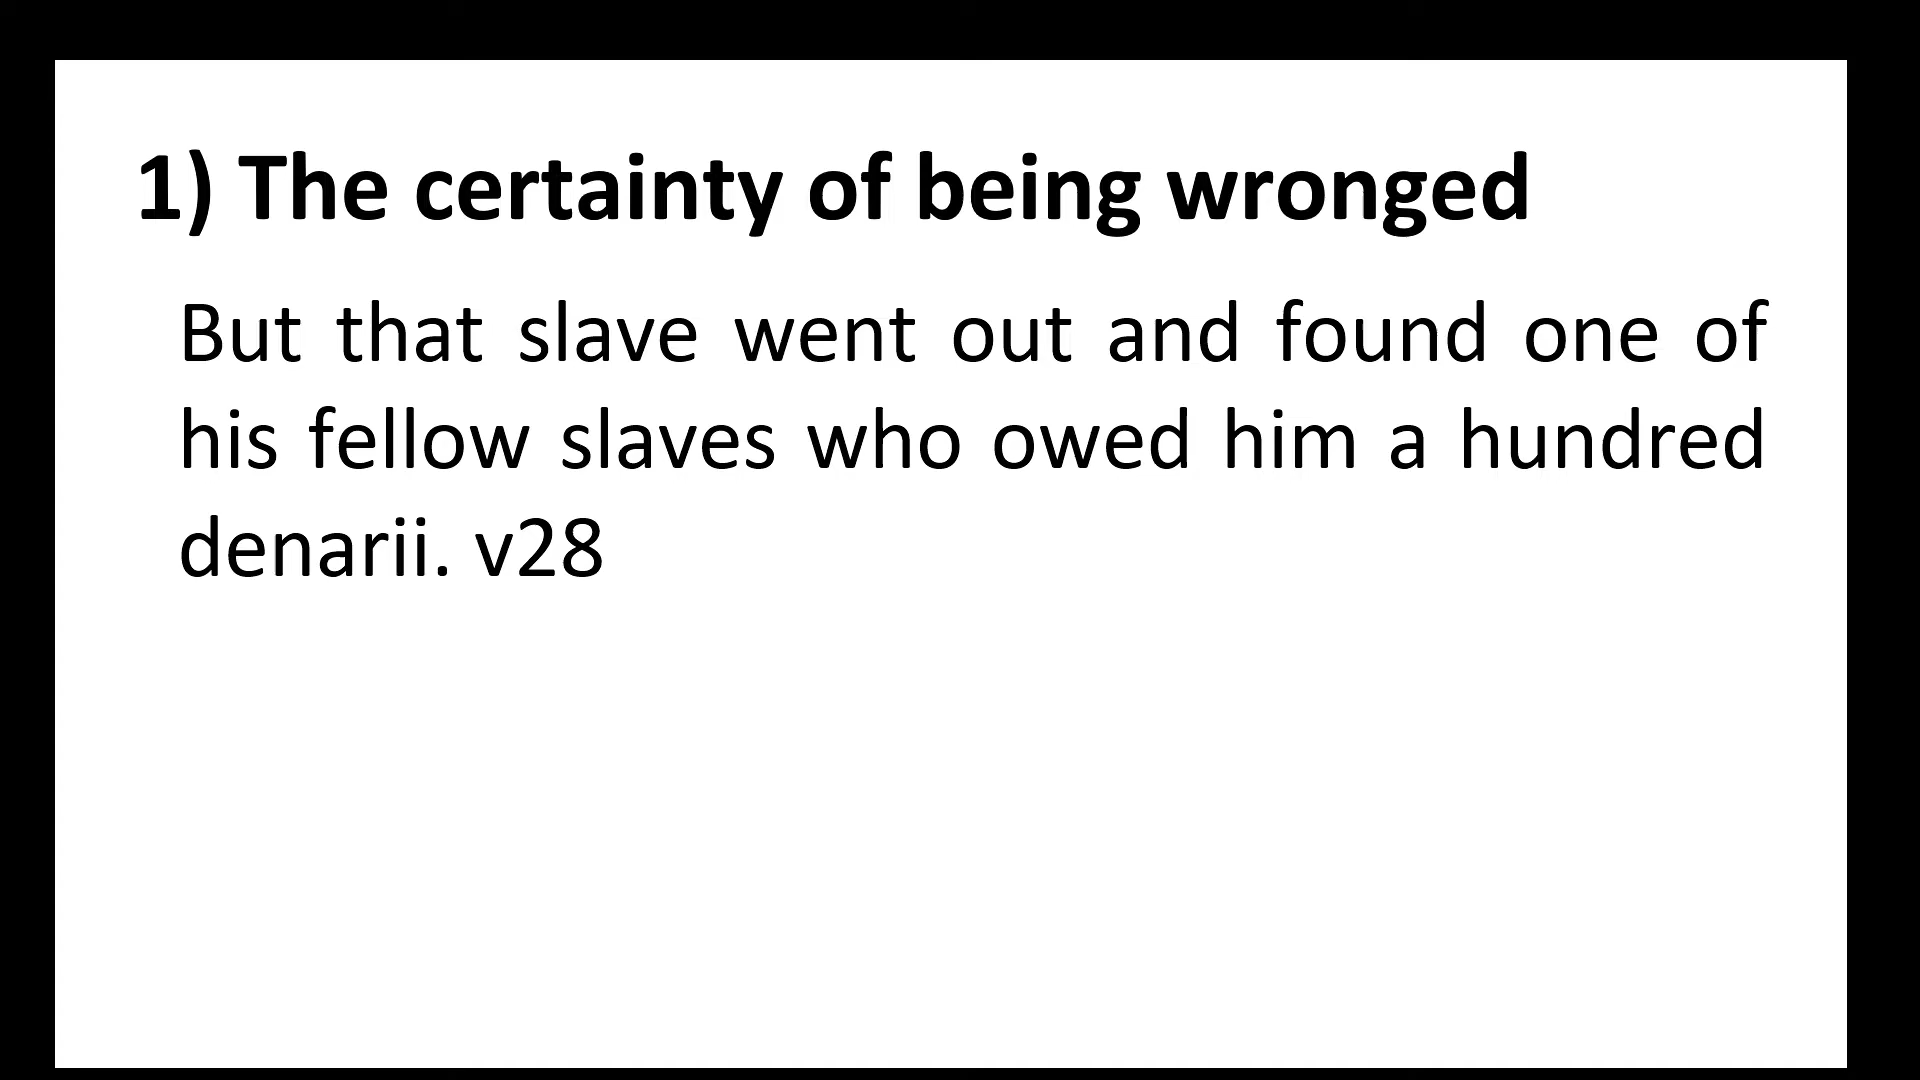 1) The certainty of being wronged
But that slave went out and found one of
his fellow slaves who owed him a hundred
denarii. v28